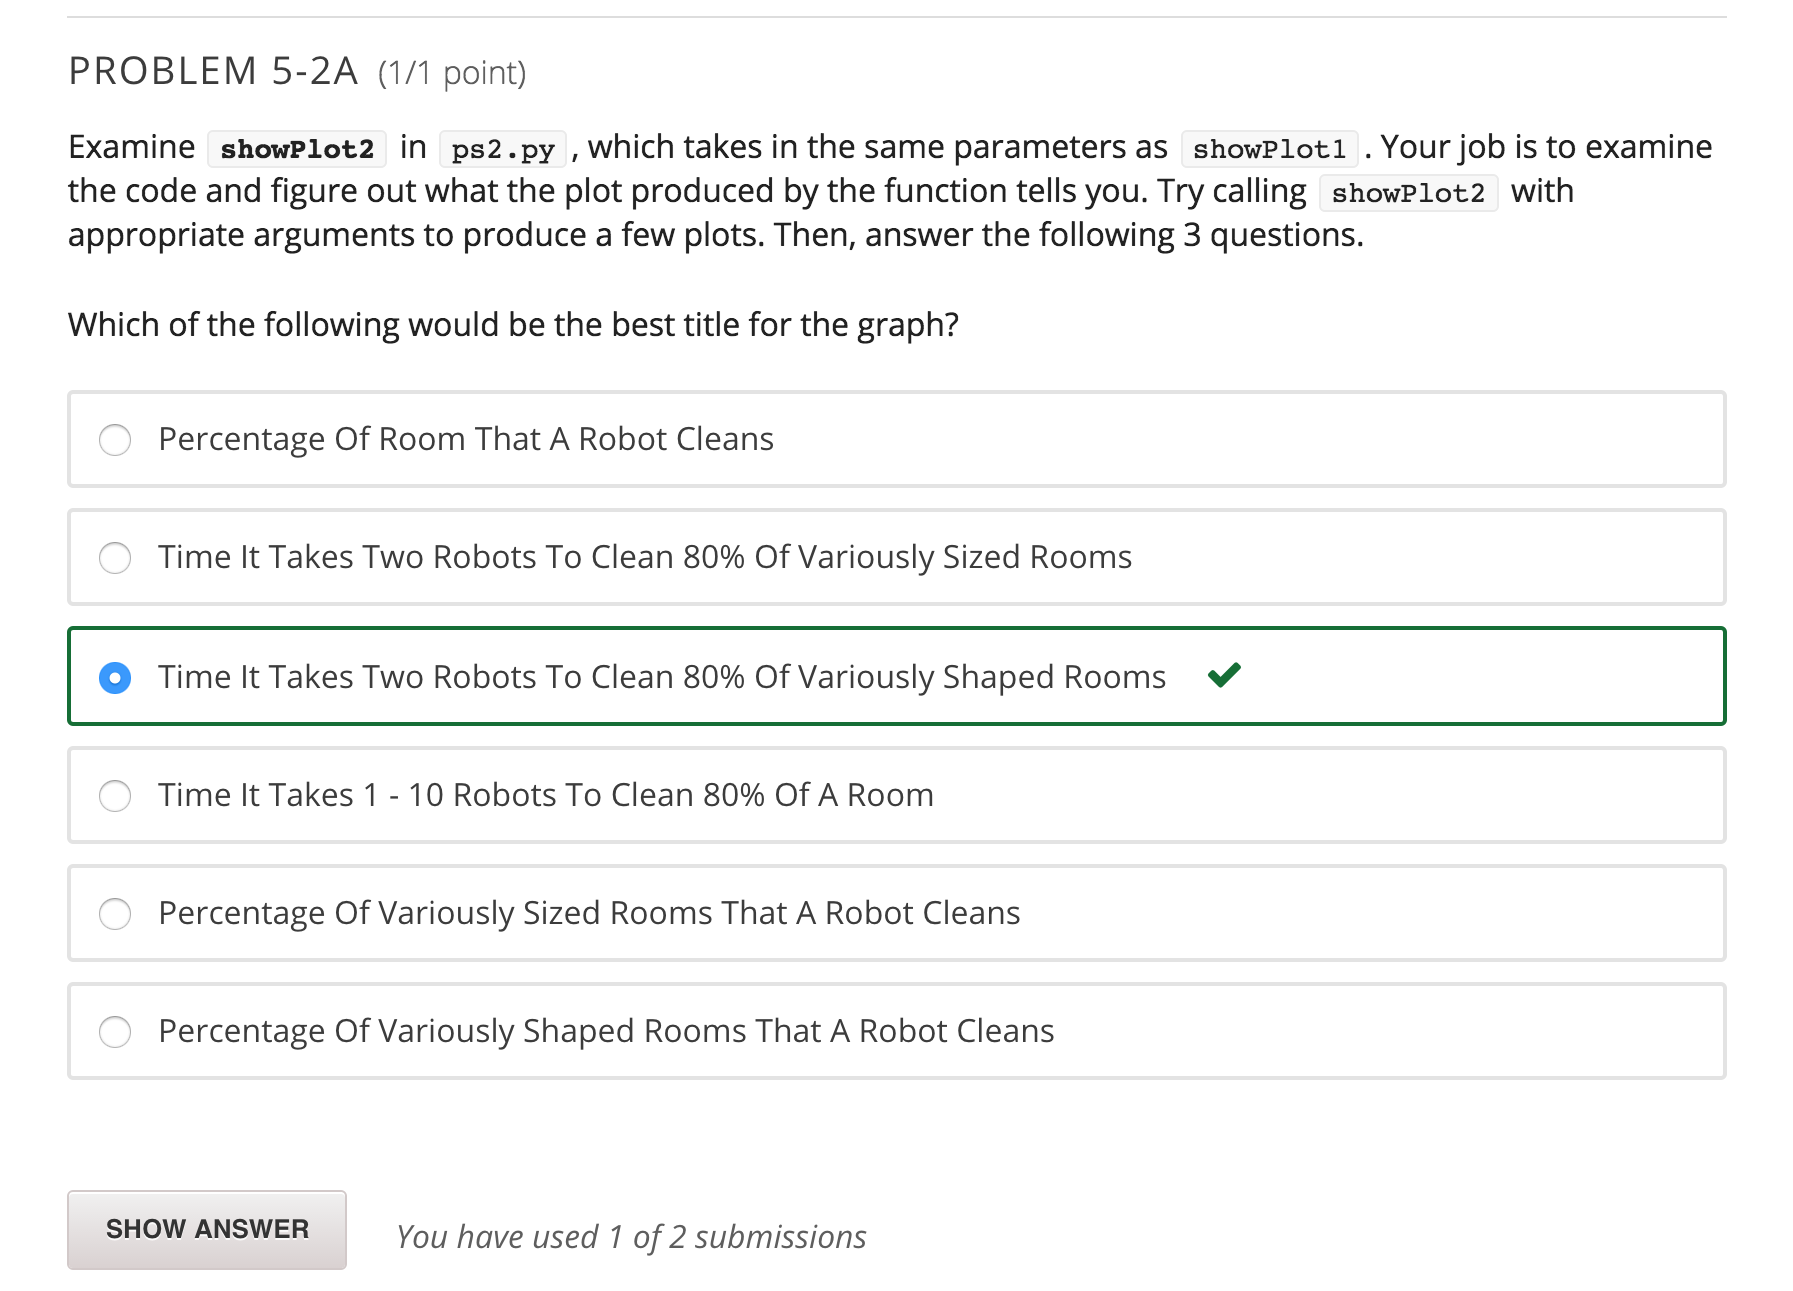 PROBLEM 5-2A (1/1 point)
Examine showPlot2 in ps2.py, which takes in the same parameters as showPlot1. Your job is to examine
the code and figure out what the plot produced by the function tells you. Try calling showPlot2 with
appropriate arguments to produce a few plots. Then, answer the following 3 questions.
Which of the following would be the best title for the graph?
Percentage Of Room That A Robot Cleans
Time It Takes Two Robots To Clean 80% Of Variously Sized Rooms
Time It Takes Two Robots To Clean 80% Of Variously Shaped Rooms
Time It Takes 1 - 10 Robots To Clean 80% Of A Room
Percentage Of Variously Sized Rooms That A Robot Cleans
Percentage Of Variously Shaped Rooms That A Robot Cleans
SHOW ANSWER You have used 1 of 2 submissions